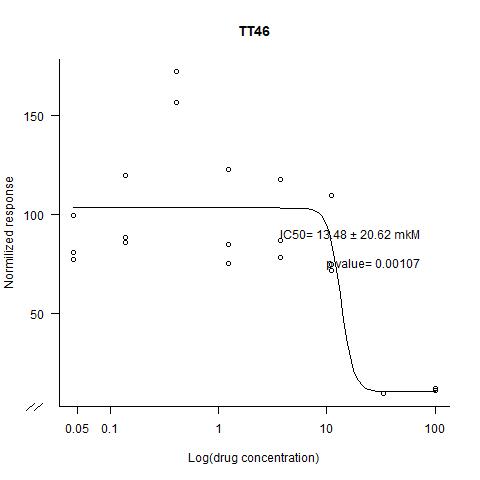 TT46
Normilized response
150
100
50
IC50= 13.48 ± 20.62 mkM
p value= 0.00107
0.05 0.1 1 10 100
Log(drug concentration)